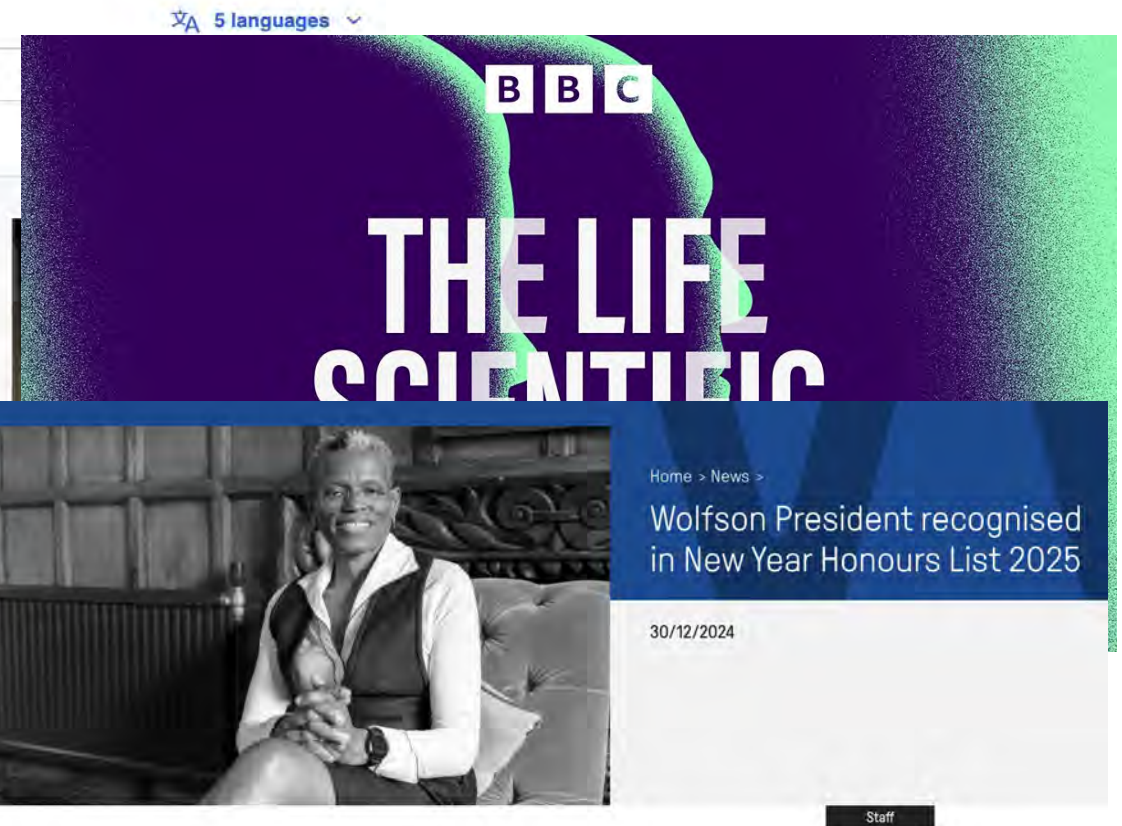 5 languages
BBC
THE LIFE
SCIENTIFIC
Home > News >
Wolfson President recognised
in New Year Honours List 2025
30/12/2024
Staff